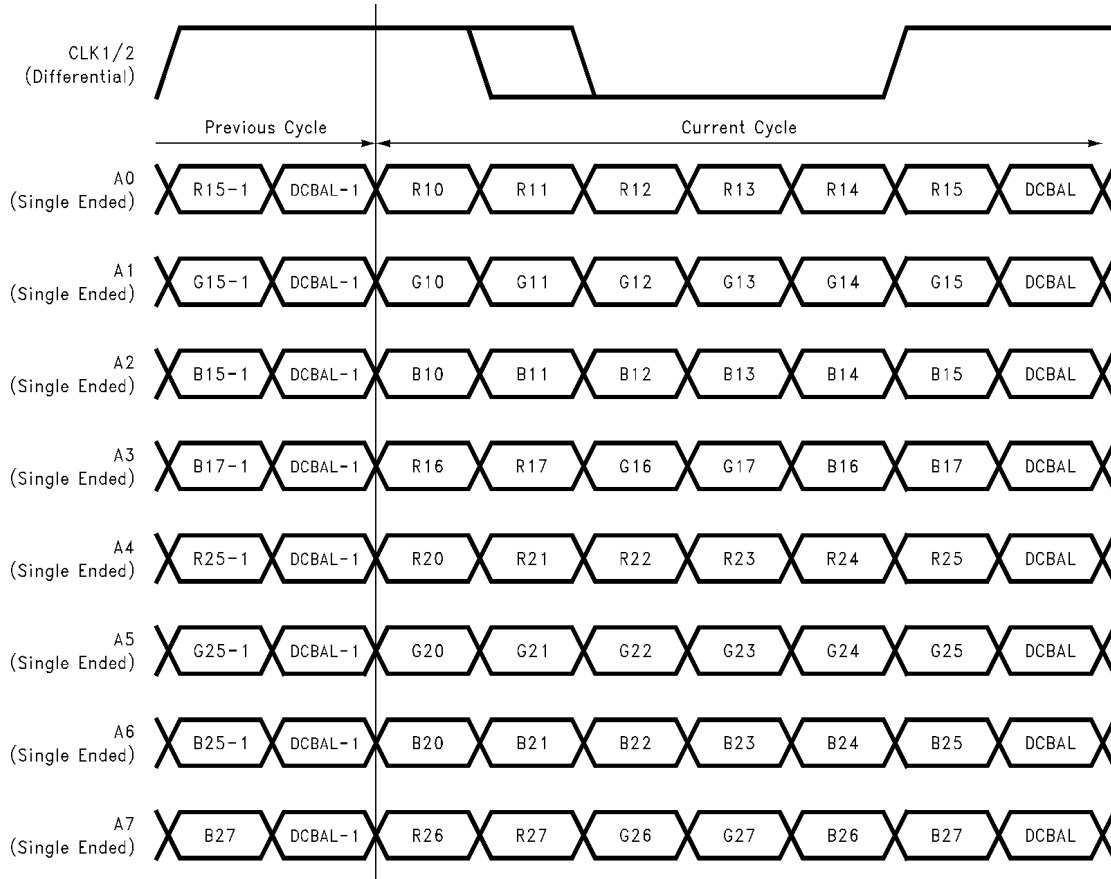 CLK1/2
(Differential)
Previous Cycle Current Cycle
A0
(Single Ended)
R15-1 DCBAL-1 R10 R11 R12 R13 R14 R15 DCBAL
A1
(Single Ended)
G15-1 DCBAL-1 G10 G11 G12 G13 G14 G15 DCBAL
A2
(Single Ended)
B15-1 DCBAL-1 B10 B11 B12 B13 B14 B15 DCBAL
A3
(Single Ended)
B17-1 DCBAL-1 R16 R17 G16 G17 B16 B17 DCBAL
A4
(Single Ended)
R25-1 DCBAL-1 R20 R21 R22 R23 R24 R25 DCBAL
A5
(Single Ended)
G25-1 DCBAL-1 G20 G21 G22 G23 G24 G25 DCBAL
A6
(Single Ended)
B25-1 DCBAL-1 B20 B21 B22 B23 B24 B25 DCBAL
A7
(Single Ended)
B27 DCBAL-1 R26 R27 G26 G27 B26 B27 DCBAL